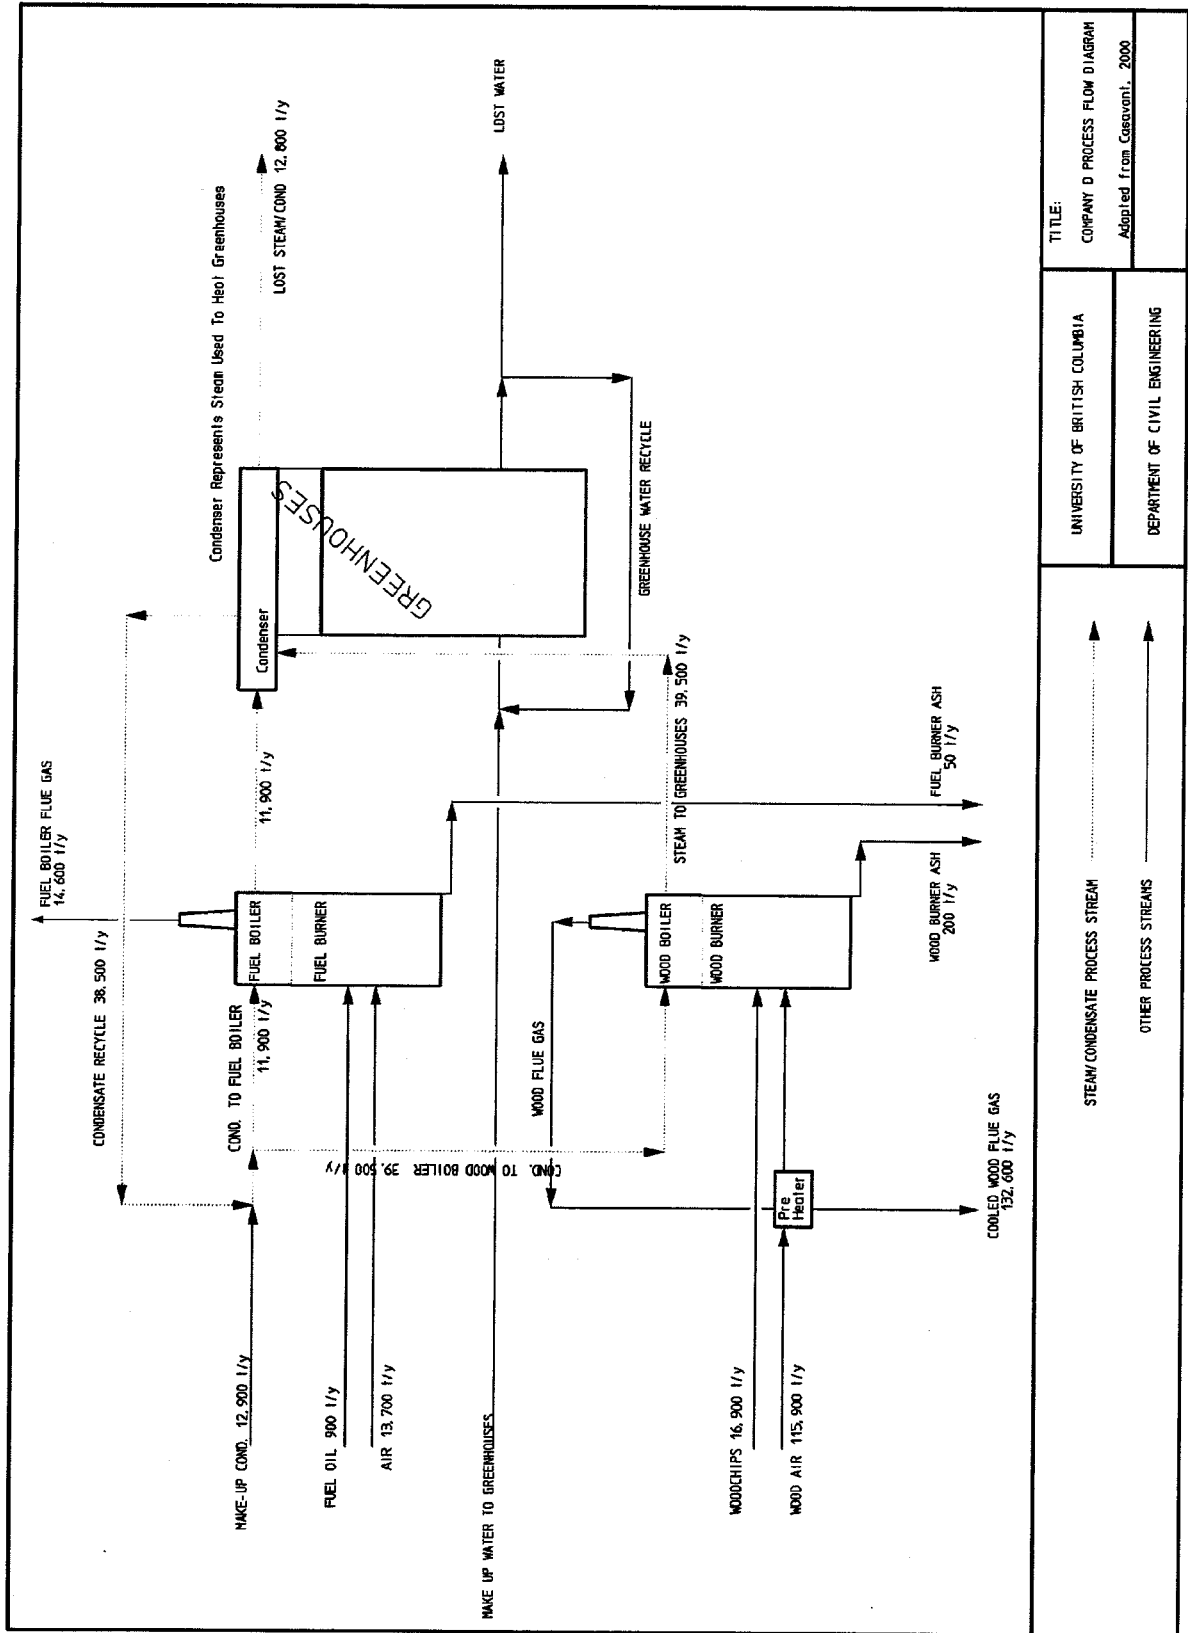 FUEL BOILER FLUE GAS
14,600 t/y
CONDENSATE RECYCLE 38,500 t/y
Condenser Represents Steam Used To Heat Greenhouses
LOST STEAM/COND 12,800 t/y
MAKE-UP COND. 12,900 t/y
COND. TO FUEL BOILER
11,900 t/y
FUEL BOILER
FUEL BURNER
11,900 t/y
Condenser
GREENHOUSES
FUEL OIL 900 t/y
AIR 13,700 t/y
COND. TO WOOD BOILER 39,500 t/y
MAKE UP WATER TO GREENHOUSES
LOST WATER
GREENHOUSE WATER RECYCLE
WOOD FLUE GAS
WOOD BOILER
WOOD BURNER
STEAM TO GREENHOUSES 39,500 t/y
WOODCHIPS 16,900 t/y
WOOD AIR 115,900 t/y
Pre
Heater
COOLED WOOD FLUE GAS
132,600 t/y
WOOD BURNER ASH
200 t/y
FUEL BURNER ASH
50 t/y
STEAM/CONDENSATE PROCESS STREAM
OTHER PROCESS STREAMS
UNIVERSITY OF BRITISH COLUMBIA
DEPARTMENT OF CIVIL ENGINEERING
TITLE:
COMPANY D PROCESS FLOW DIAGRAM
Adapted from Casavant, 2000